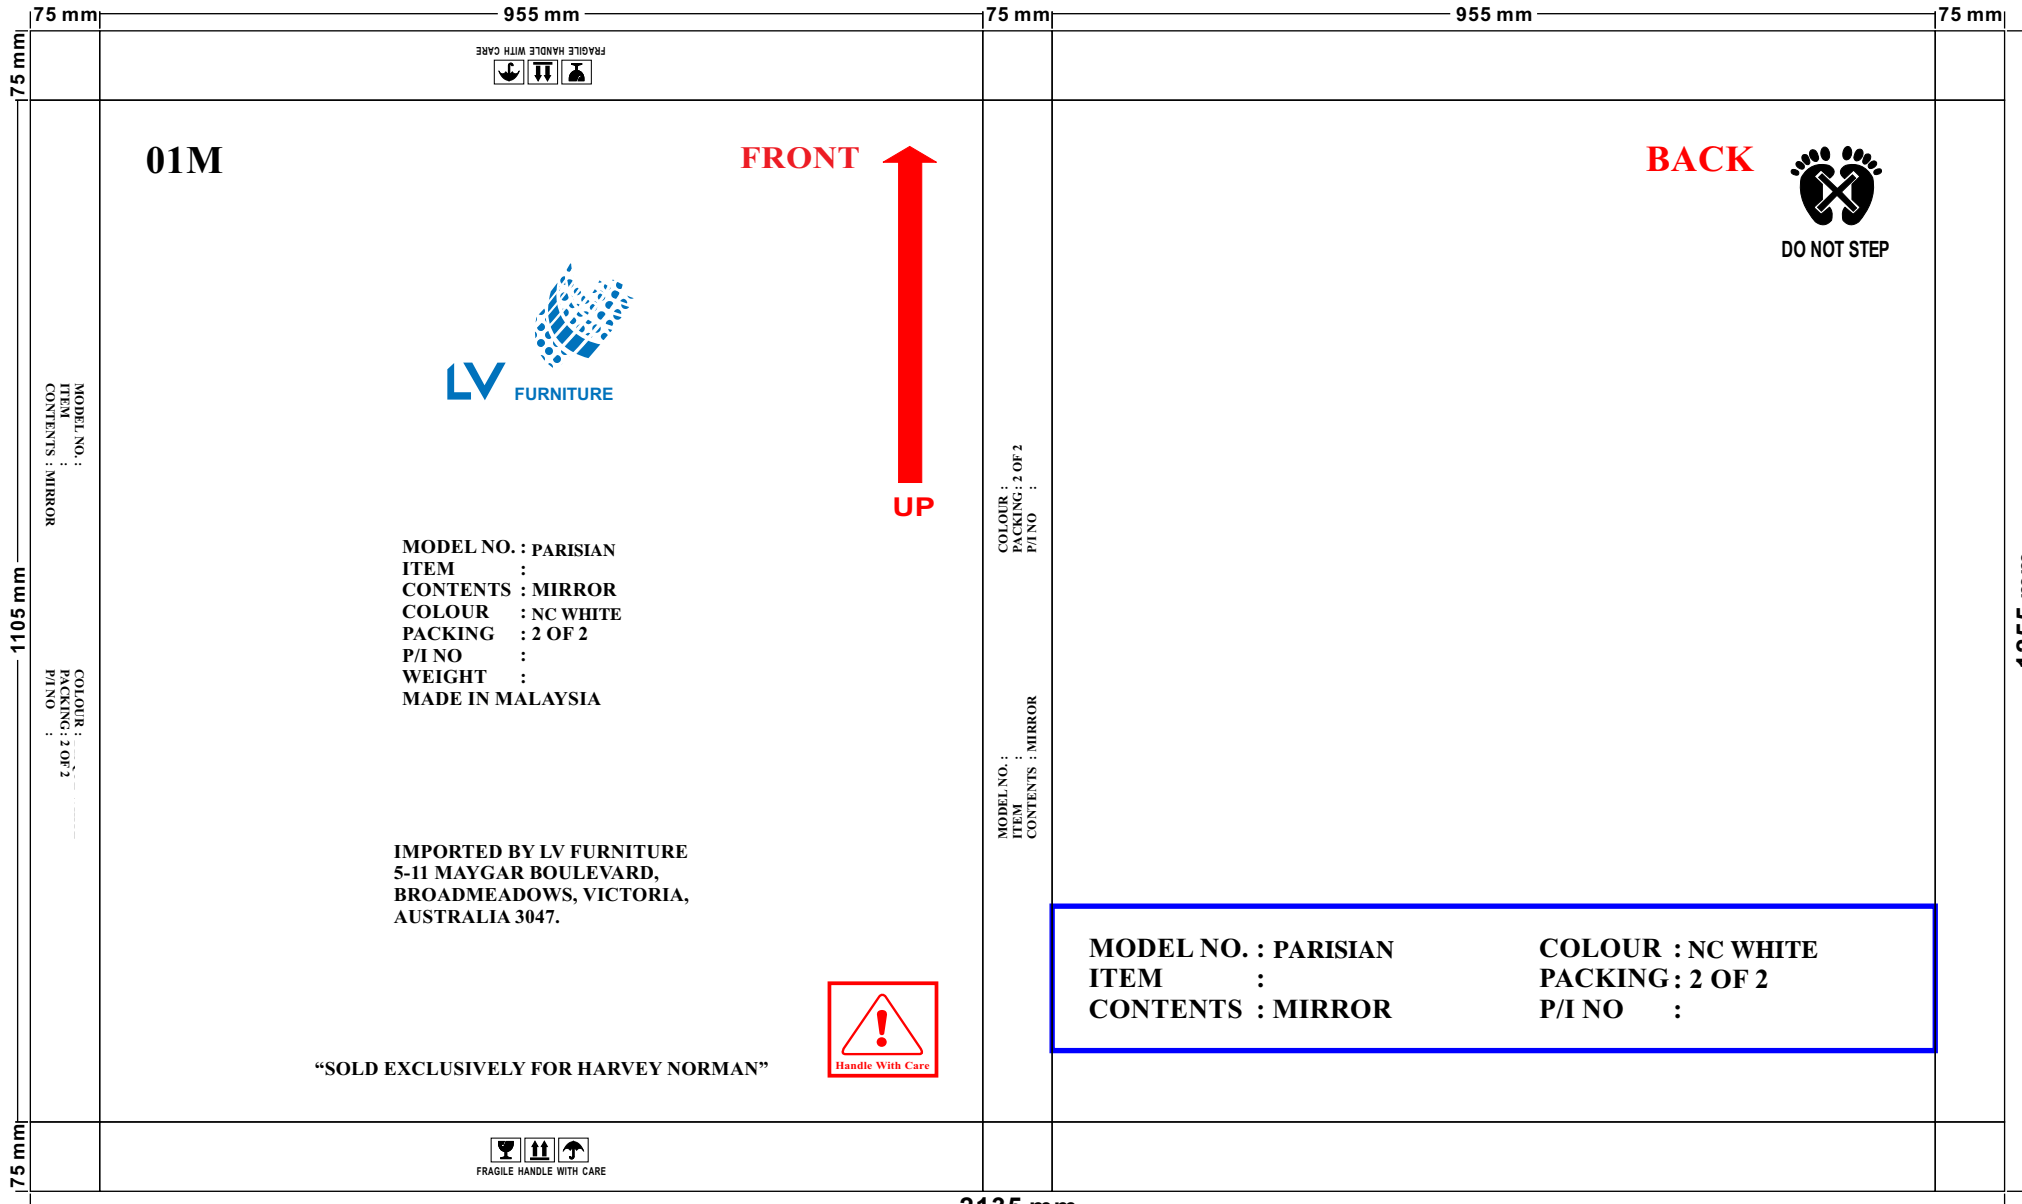 75 mm 955 mm 75 mm 955 mm 75 mm
75 mm
FRAGILE HANDLE WITH CARE
01M
FRONT
BACK
DO NOT STEP
LV FURNITURE
UP
MODEL NO. :
ITEM :
CONTENTS : MIRROR
COLOUR :
PACKING : 2 OF 2
P/I NO :
1105 mm
MODEL NO. : PARISIAN
ITEM :
CONTENTS : MIRROR
COLOUR : NC WHITE
PACKING : 2 OF 2
P/I NO :
WEIGHT :
MADE IN MALAYSIA
COLOUR :
PACKING : 2 OF 2
P/I NO :
MODEL NO. :
ITEM :
CONTENTS : MIRROR
IMPORTED BY LV FURNITURE
5-11 MAYGAR BOULEVARD,
BROADMEADOWS, VICTORIA,
AUSTRALIA 3047.
Handle With Care
“SOLD EXCLUSIVELY FOR HARVEY NORMAN”
MODEL NO. : PARISIAN
ITEM :
CONTENTS : MIRROR
COLOUR : NC WHITE
PACKING : 2 OF 2
P/I NO :
75 mm
FRAGILE HANDLE WITH CARE